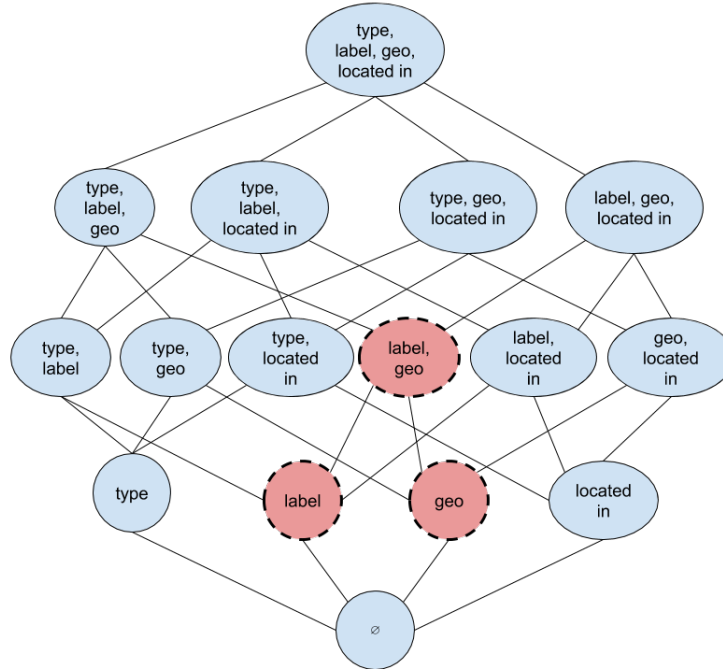 type,
label, geo,
located in
type,
label,
geo
type,
label,
located in
type, geo,
located in
label, geo,
located in
type,
label
type,
geo
type,
located
in
label,
geo
label,
located
in
geo,
located
in
type
label
geo
located
in
∅